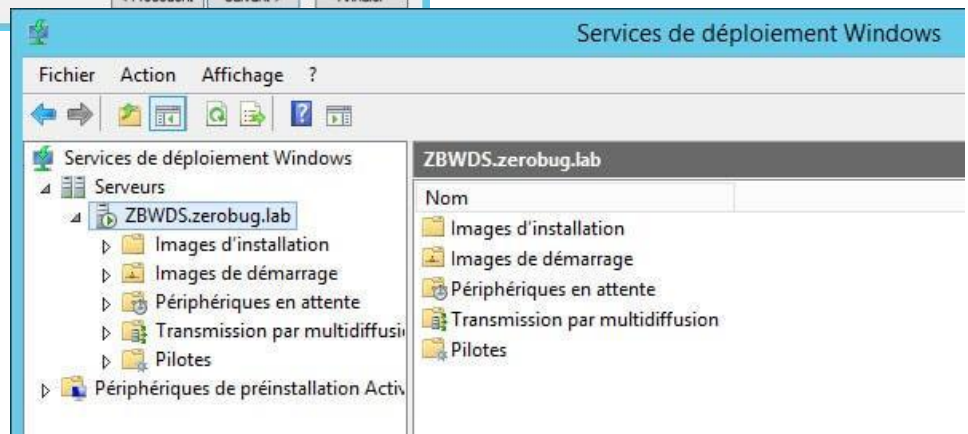 Services de déploiement Windows
Fichier Action Affichage ?
Services de déploiement Windows
Serveurs
ZBWDS.zerobug.lab
Images d'installation
Images de démarrage
Périphériques en attente
Transmission par multidiffusi
Pilotes
Périphériques de préinstallation Activ
ZBWDS.zerobug.lab
Nom
Images d'installation
Images de démarrage
Périphériques en attente
Transmission par multidiffusion
Pilotes